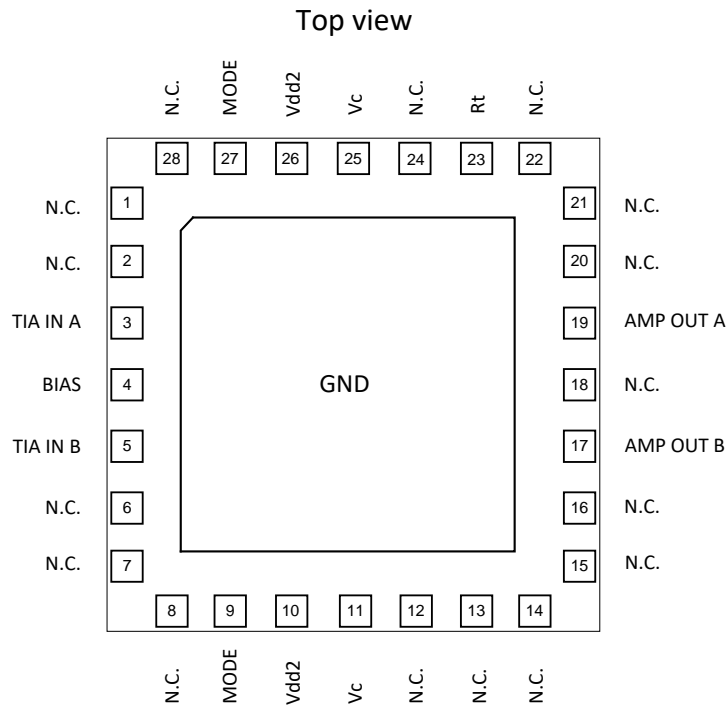 Top view
N.C.
MODE
Vdd2
Vc
N.C.
Rt
N.C.
28
27
26
25
24
23
22
N.C.
1
21
N.C.
N.C.
2
20
N.C.
TIA IN A
3
19
AMP OUT A
BIAS
4
GND
18
N.C.
TIA IN B
5
17
AMP OUT B
N.C.
6
16
N.C.
N.C.
7
15
N.C.
8
9
10
11
12
13
14
N.C.
MODE
Vdd2
Vc
N.C.
N.C.
N.C.